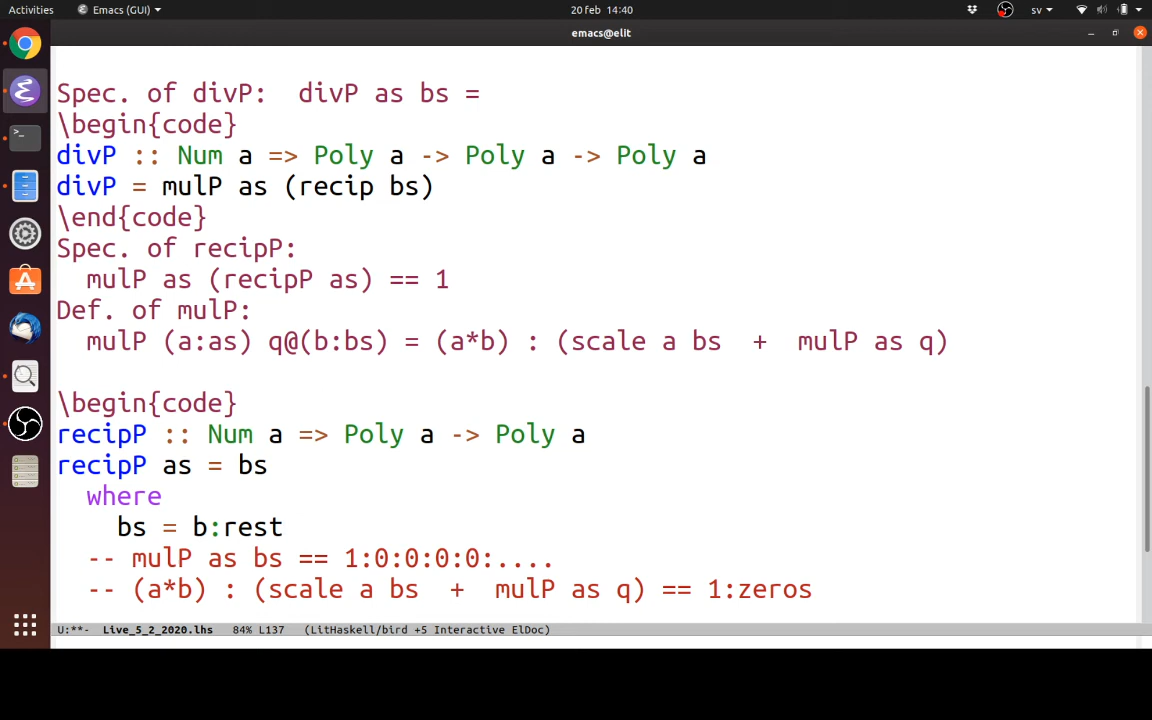 Activities Emacs (GUI) 20 feb 14:40 sv
emacs@elit
Spec. of divP:  divP as bs =
\begin{code}
divP :: Num a => Poly a -> Poly a -> Poly a
divP = mulP as (recip bs)
\end{code}
Spec. of recipP:
  mulP as (recipP as) == 1
Def. of mulP:
  mulP (a:as) q@(b:bs) = (a*b) : (scale a bs  +  mulP as q)
\begin{code}
recipP :: Num a => Poly a -> Poly a
recipP as = bs
  where
    bs = b:rest
  -- mulP as bs == 1:0:0:0:0:....
  -- (a*b) : (scale a bs  +  mulP as q) == 1:zeros
U:**-  Live_5_2_2020.lhs   84% L137   (LitHaskell/bird +5 Interactive ElDoc)